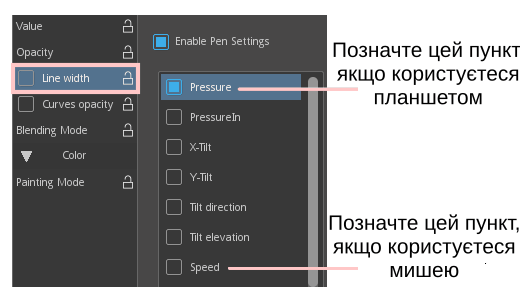 Value
Opacity
Line width
Curves opacity
Blending Mode
Color
Painting Mode
Enable Pen Settings
Pressure
PressureIn
X-Tilt
Y-Tilt
Tilt direction
Tilt elevation
Speed
Позначте цей пункт
якщо користуєтеся
планшетом
Позначте цей пункт,
якщо користуєтеся
мишею